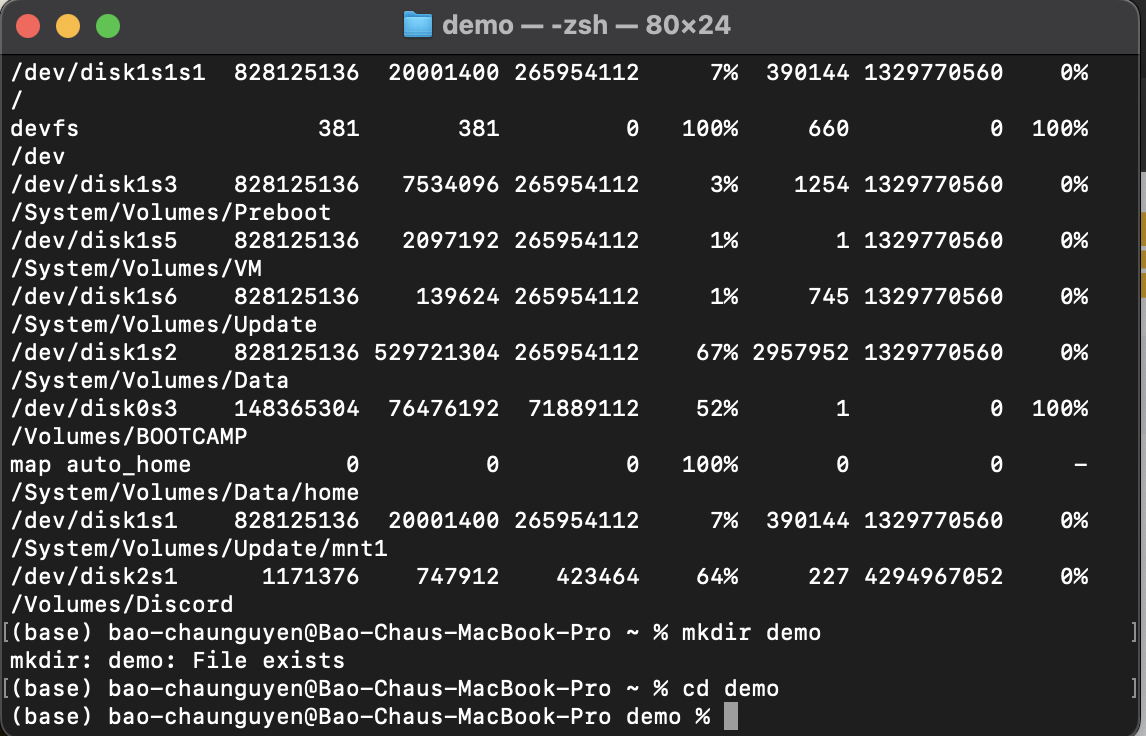 demo — -zsh — 80×24
/dev/disk1s1s1  828125136  20001400 265954112     7%  390144 1329770560    0%
/
devfs                 381       381         0   100%     660          0  100%
/dev
/dev/disk1s3    828125136   7534096 265954112     3%    1254 1329770560    0%
/System/Volumes/Preboot
/dev/disk1s5    828125136   2097192 265954112     1%       1 1329770560    0%
/System/Volumes/VM
/dev/disk1s6    828125136    139624 265954112     1%     745 1329770560    0%
/System/Volumes/Update
/dev/disk1s2    828125136 529721304 265954112    67% 2957952 1329770560    0%
/System/Volumes/Data
/dev/disk0s3    148365304  76476192  71889112    52%       1          0  100%
/Volumes/BOOTCAMP
map auto_home           0         0         0   100%       0          0     -
/System/Volumes/Data/home
/dev/disk1s1    828125136  20001400 265954112     7%  390144 1329770560    0%
/System/Volumes/Update/mnt1
/dev/disk2s1      1171376    747912    423464    64%     227 4294967052    0%
/Volumes/Discord
[(base) bao-chaunguyen@Bao-Chaus-MacBook-Pro ~ % mkdir demo ]
mkdir: demo: File exists
[(base) bao-chaunguyen@Bao-Chaus-MacBook-Pro ~ % cd demo ]
(base) bao-chaunguyen@Bao-Chaus-MacBook-Pro demo %